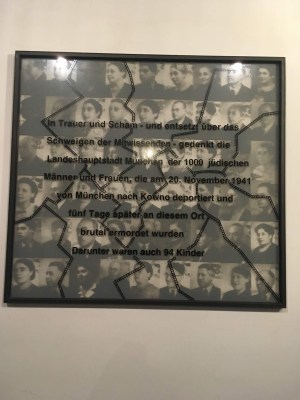 In Trauer und Scham - und entsetzt über das
Schweigen der Mitwissenden - gedenkt die
Landeshauptstadt München der 1000 jüdischen
Männer und Frauen, die am 20. November 1941
von München nach Kowno deportiert und
fünf Tage später an diesem Ort
brutal ermordet wurden
Darunter waren auch 94 Kinder